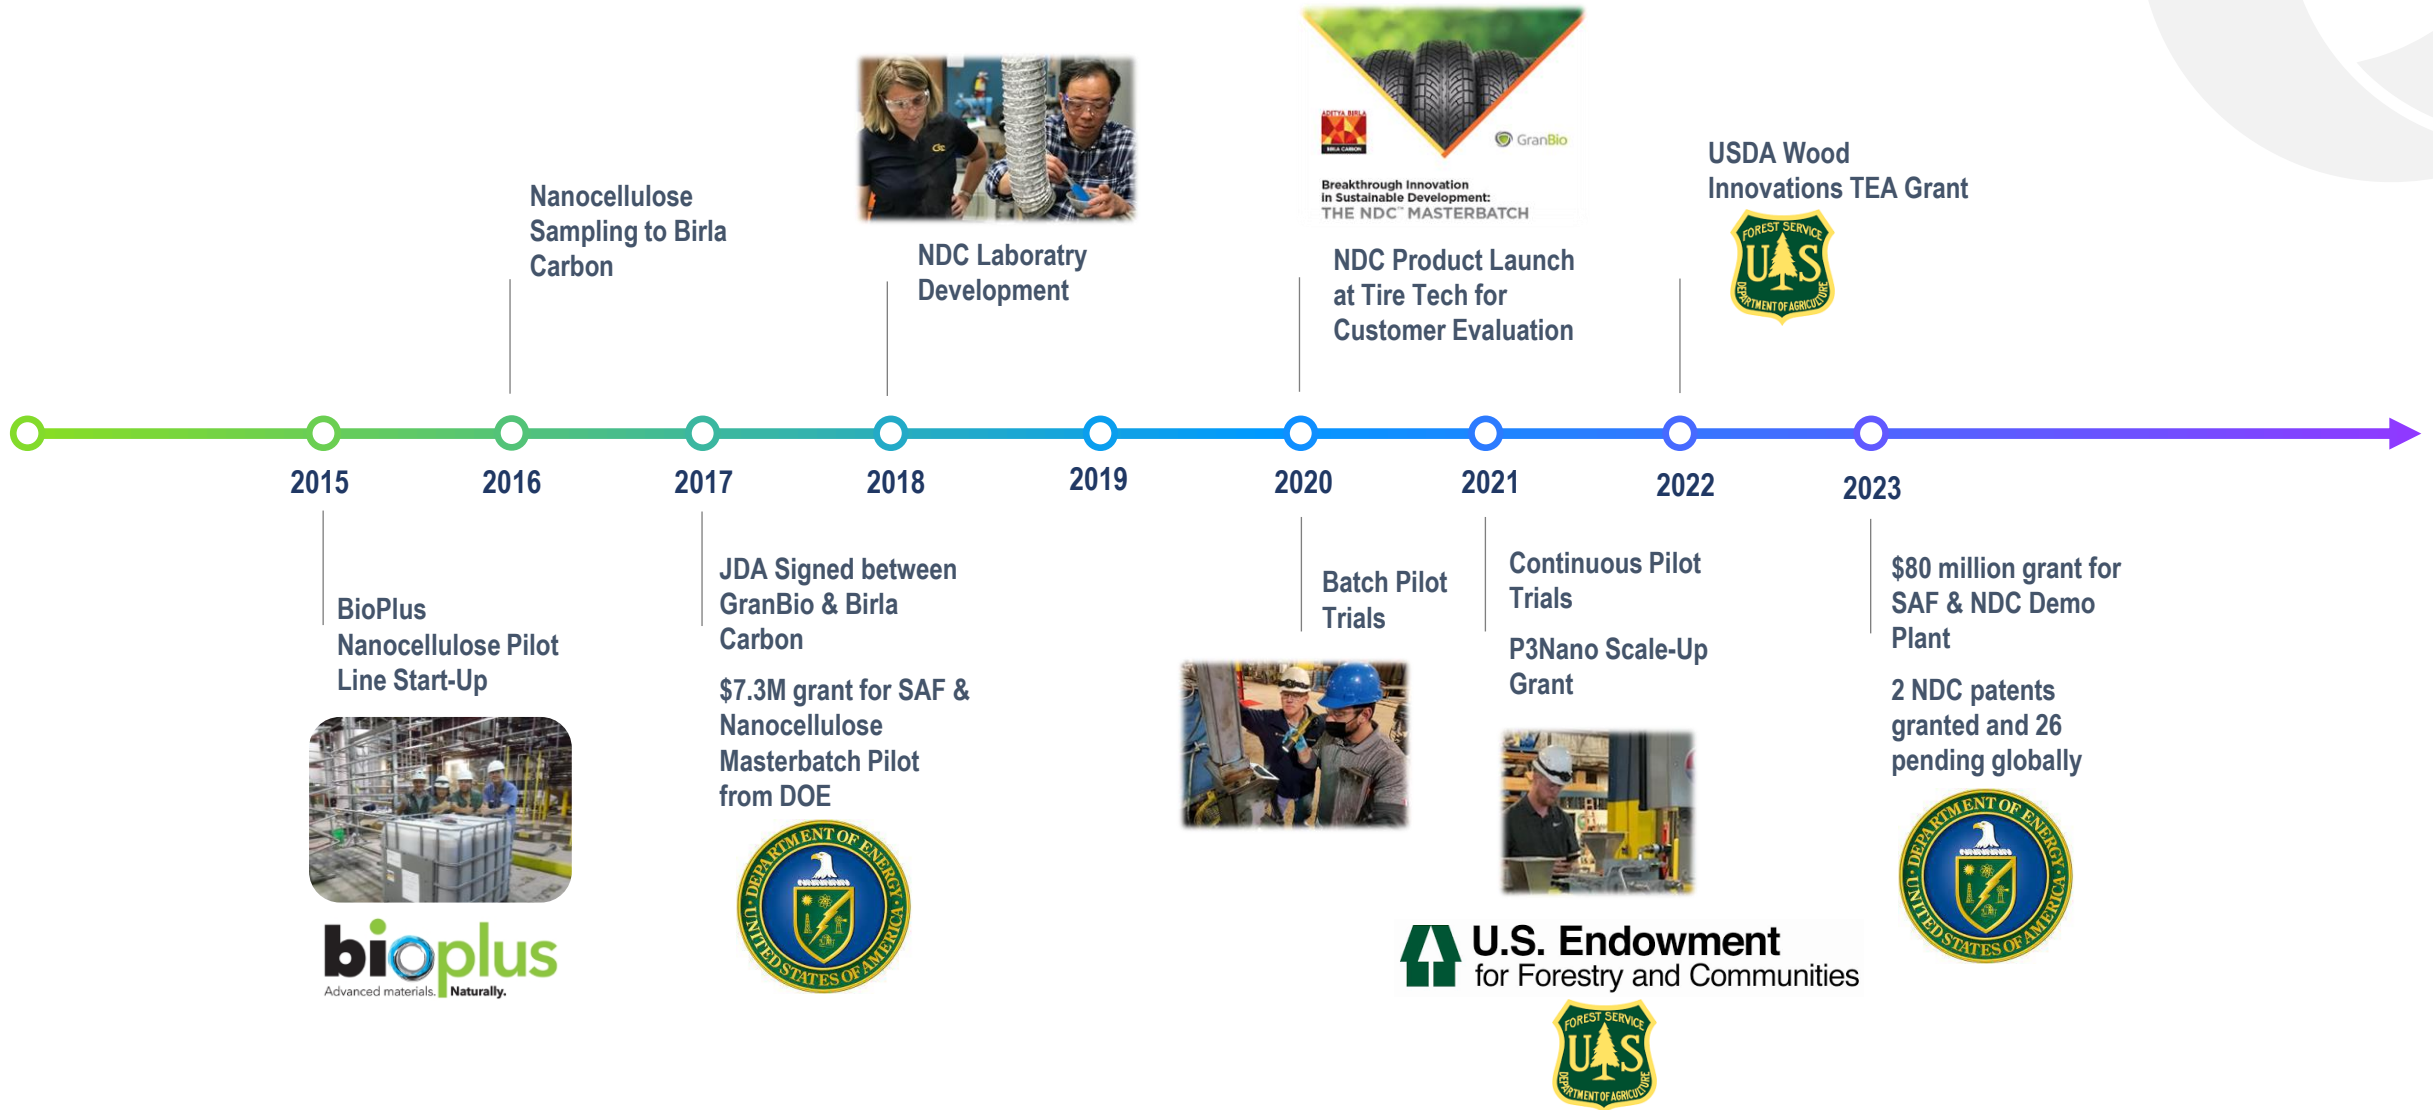 Nanocellulose
Sampling to Birla
Carbon
NDC Laboratry
Development
ADITYA BIRLA
BIRLA CARBON
GranBio
Breakthrough Innovation
in Sustainable Development:
THE NDC™ MASTERBATCH
NDC Product Launch
at Tire Tech for
Customer Evaluation
USDA Wood
Innovations TEA Grant
FOREST SERVICE
U S
DEPARTMENT OF AGRICULTURE
2015
2016
2017
2018
2019
2020
2021
2022
2023
BioPlus
Nanocellulose Pilot
Line Start-Up
bioplus
Advanced materials. Naturally.
JDA Signed between
GranBio & Birla
Carbon
$7.3M grant for SAF &
Nanocellulose
Masterbatch Pilot
from DOE
DEPARTMENT OF ENERGY
UNITED STATES OF AMERICA
Batch Pilot
Trials
Continuous Pilot
Trials
P3Nano Scale-Up
Grant
U.S. Endowment
for Forestry and Communities
FOREST SERVICE
U S
DEPARTMENT OF AGRICULTURE
$80 million grant for
SAF & NDC Demo
Plant
2 NDC patents
granted and 26
pending globally
DEPARTMENT OF ENERGY
UNITED STATES OF AMERICA